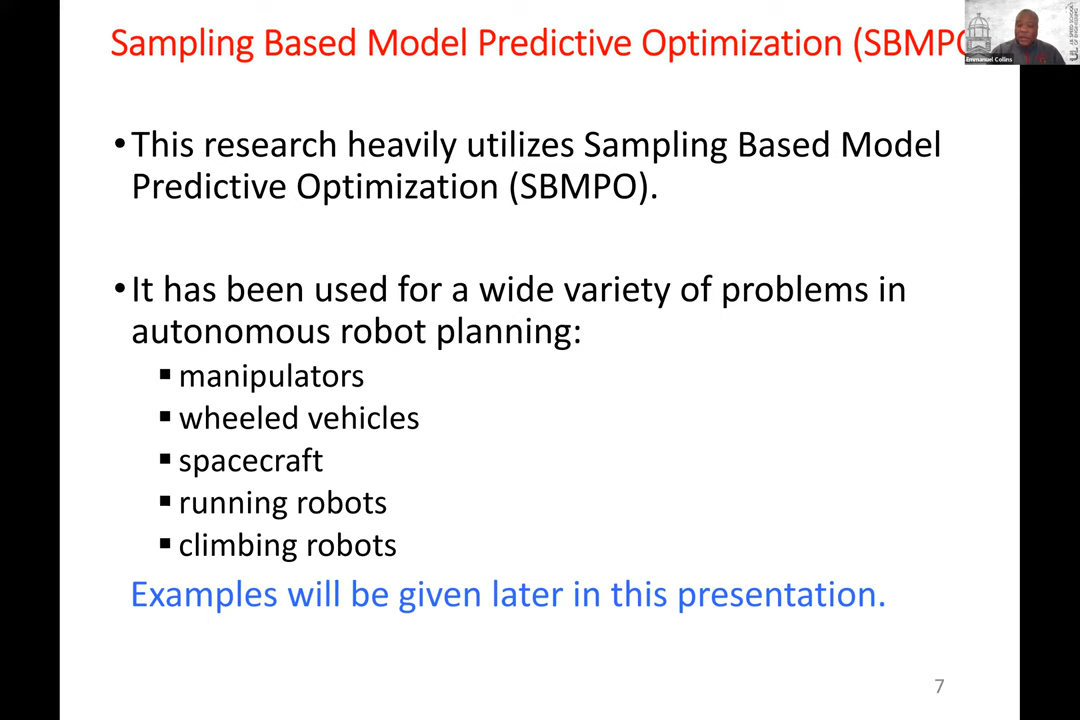 Sampling Based Model Predictive Optimization (SBMPO
Emmanuel Collins
•This research heavily utilizes Sampling Based Model
Predictive Optimization (SBMPO).
•It has been used for a wide variety of problems in
autonomous robot planning:
▪ manipulators
▪ wheeled vehicles
▪ spacecraft
▪ running robots
▪ climbing robots
Examples will be given later in this presentation.
7